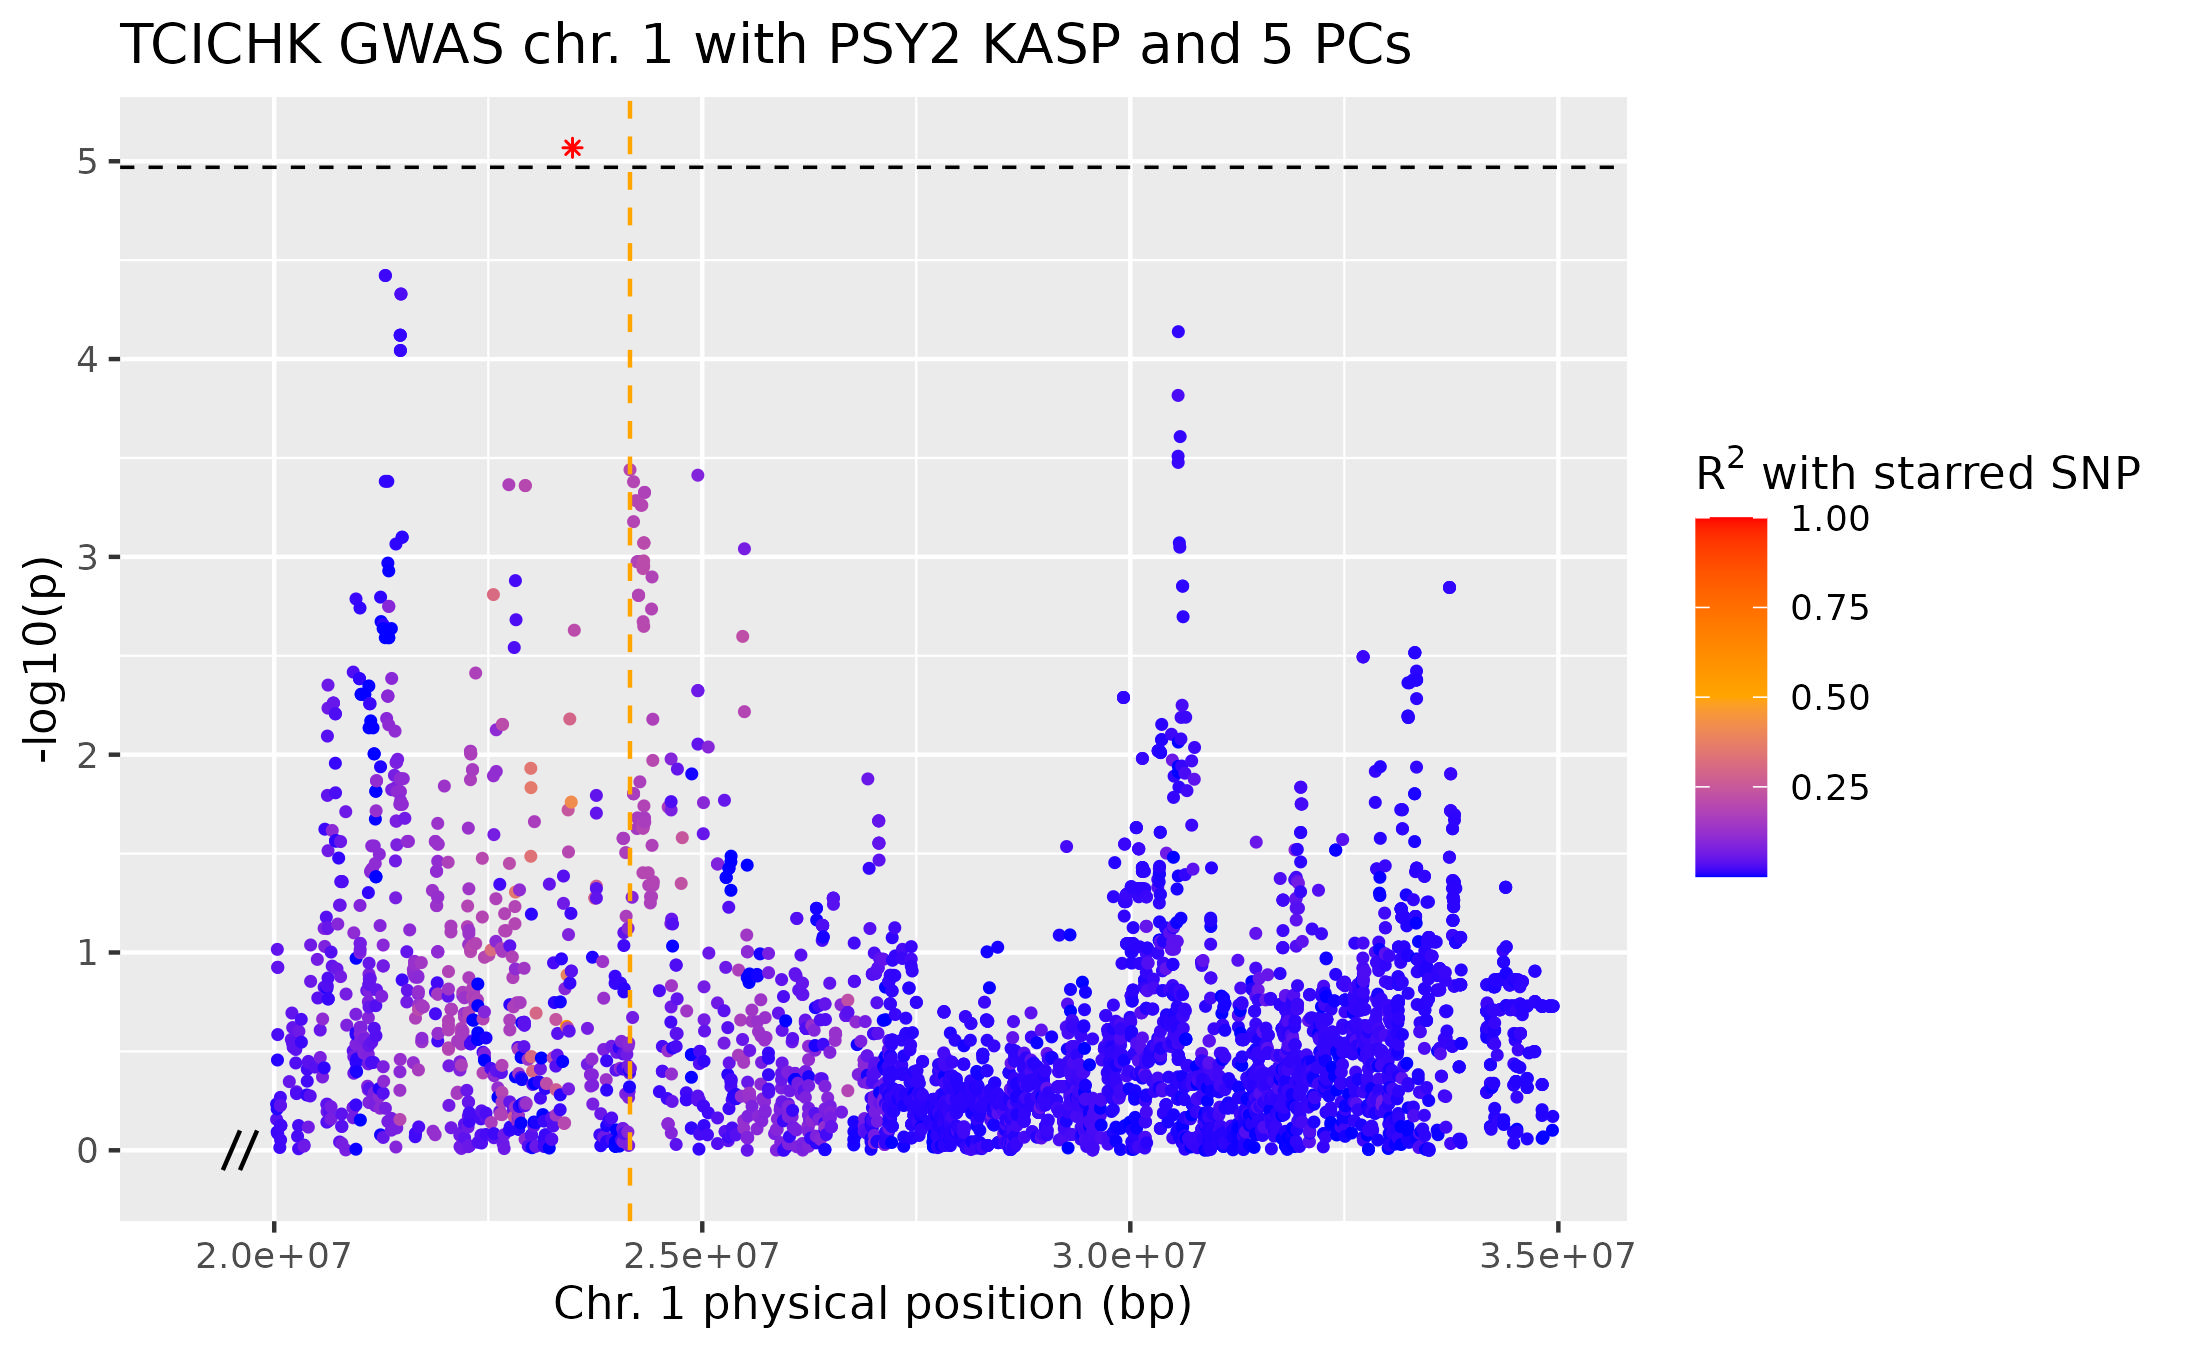 TCICHK GWAS chr. 1 with PSY2 KASP and 5 PCs
5
4
3
2
1
0
-log10(p)
2.0e+07 2.5e+07 3.0e+07 3.5e+07
Chr. 1 physical position (bp)
R² with starred SNP
1.00
0.75
0.50
0.25